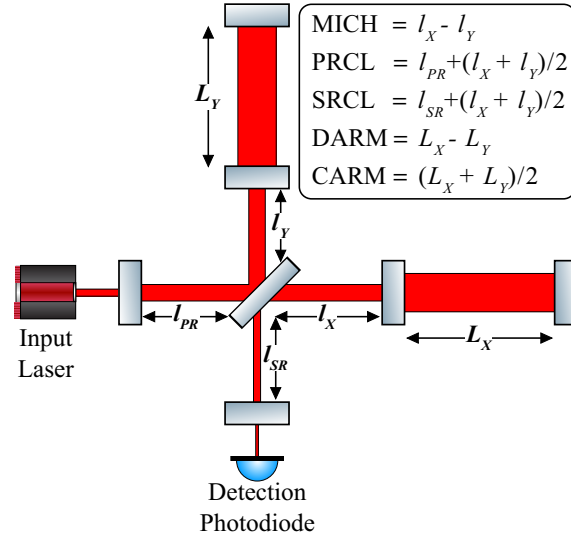 MICH = l_X - l_Y
PRCL = l_PR+(l_X + l_Y)/2
SRCL = l_SR+(l_X + l_Y)/2
DARM = L_X - L_Y
CARM = (L_X + L_Y)/2
L_Y
l_Y
l_PR
l_X
l_SR
L_X
Input
Laser
Detection
Photodiode